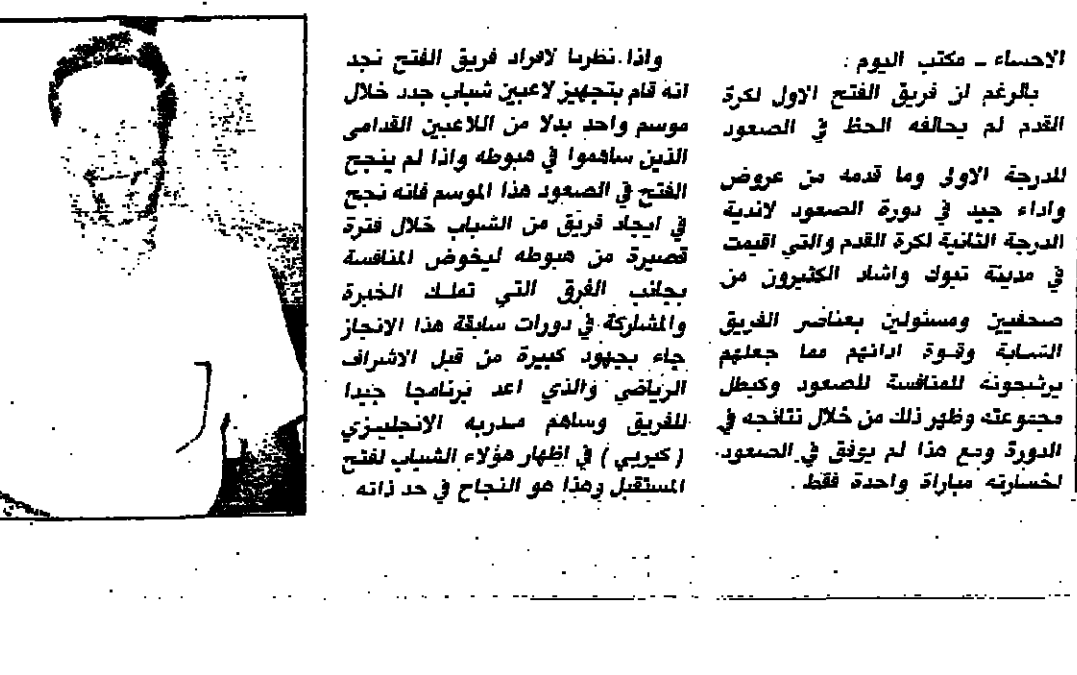 الاحساء ـ مكتب اليوم :
بالرغم ان فريق الفتح الاول لكرة
القدم لم يحالفه الحظ في الصعود
للدرجة الاولى وما قدمه من عروض
واداء جيد في دورة الصعود لاندية
الدرجة الثانية لكرة القدم والتي اقيمت
في مدينة تبوك واشاد الكثيرون من
صحفيين ومسئولين بعناصر الفريق
الشابة وقوة ادائهم مما جعلهم
يرشحونه للمنافسة للصعود وكبطل
مجموعته وظهر ذلك من خلال نتائجه في
الدورة ومع هذا لم يوفق في الصعود
لخسارته مباراة واحدة فقط .
واذا نظرنا لافراد فريق الفتح نجد
انه قام بتجهيز لاعبين شباب جدد خلال
موسم واحد بدلا من اللاعبين القدامى
الذين ساهموا في هبوطه واذا لم ينجح
الفتح في الصعود هذا الموسم فانه نجح
في ايجاد فريق من الشباب خلال فترة
قصيرة من هبوطه ليخوض المنافسة
بجانب الفرق التي تملك الخبرة
والمشاركة في دورات سابقة هذا الانجاز
جاء بجهود كبيرة من قبل الاشراف
الرياضي والذي اعد برنامجا جيدا
للفريق وساهم مدربه الانجليزي
( كيربي ) في اظهار هؤلاء الشباب لفتح
المستقبل وهذا هو النجاح في حد ذاته